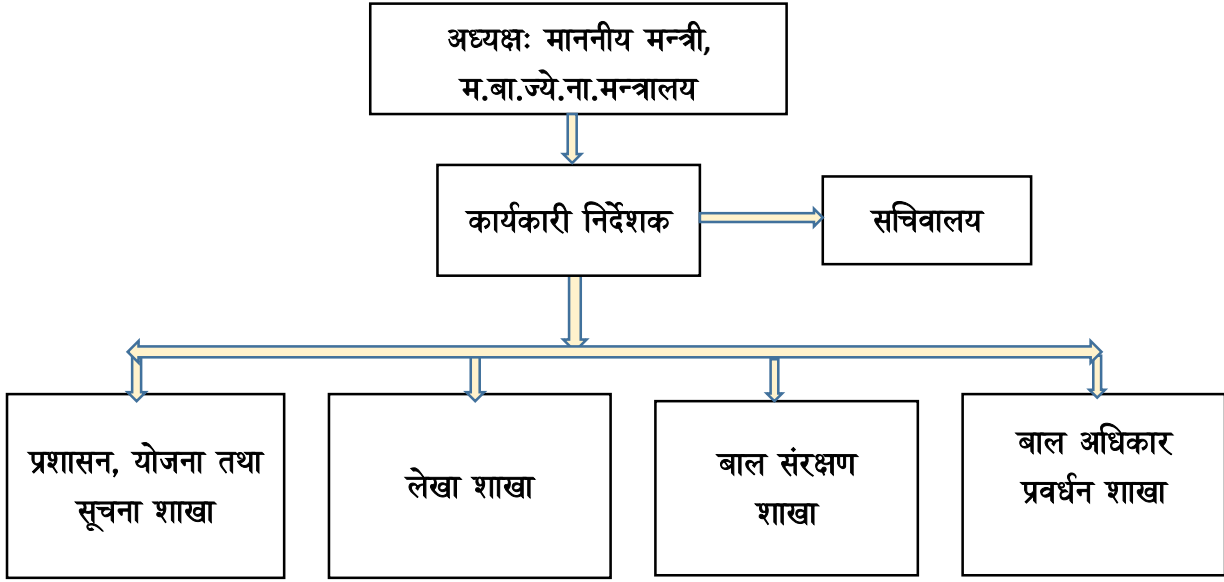 अध्यक्षः माननीय मन्त्री,
म.बा.ज्ये.ना.मन्त्रालय
कार्यकारी निर्देशक
सचिवालय
प्रशासन, योजना तथा
सूचना शाखा
लेखा शाखा
बाल संरक्षण
शाखा
बाल अधिकार
प्रवर्धन शाखा